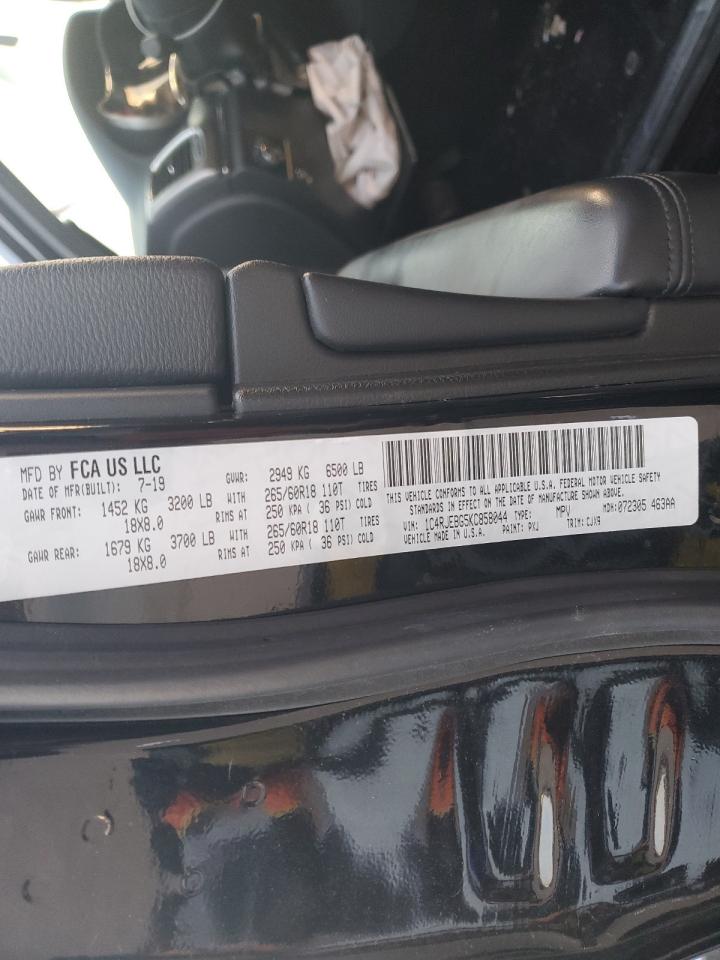 MFD BY FCA US LLC
DATE OF MFR(BUILT): 7-19 GVWR: 2949 KG 6500 LB
GAWR FRONT: 1452 KG 3200 LB WITH 265/60R18 110T TIRES
18X8.0 RIMS AT 250 KPA ( 36 PSI) COLD
GAWR REAR: 1679 KG 3700 LB WITH 265/60R18 110T TIRES
18X8.0 RIMS AT 250 KPA ( 36 PSI) COLD
THIS VEHICLE CONFORMS TO ALL APPLICABLE U.S.A. FEDERAL MOTOR VEHICLE SAFETY
STANDARDS IN EFFECT ON THE DATE OF MANUFACTURE SHOWN ABOVE.
VIN: 1C4RJEBG5KC858044 TYPE: MPV MDH:072305 463AA
VEHICLE MADE IN U.S.A. PAINT: PXJ TRIM:CJX9